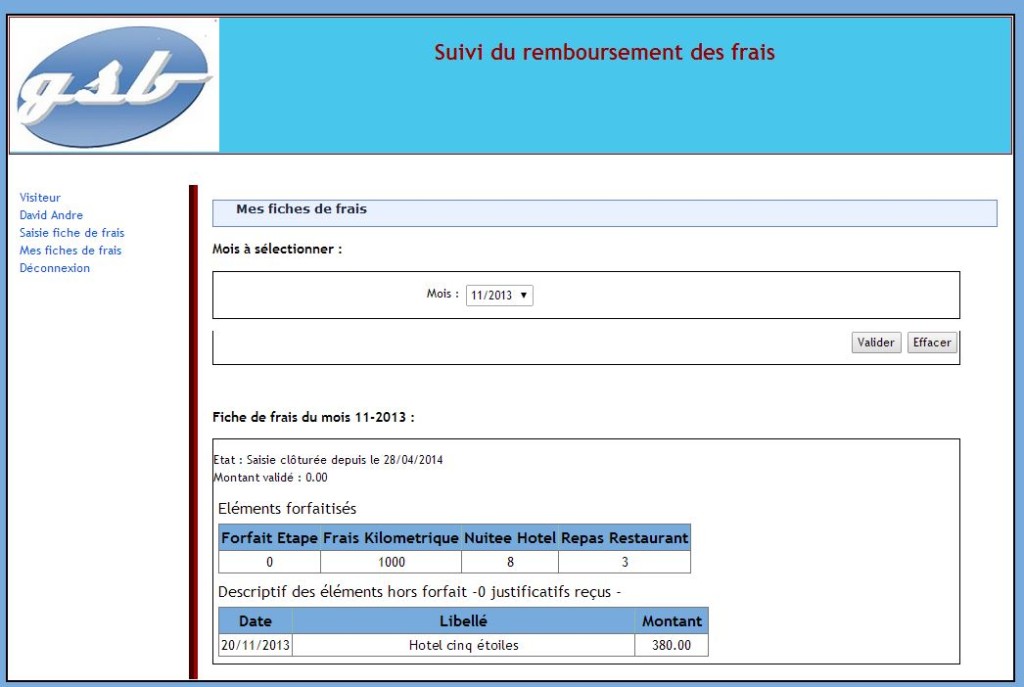 gsb
Suivi du remboursement des frais
Visiteur
David Andre
Saisie fiche de frais
Mes fiches de frais
Déconnexion
Mes fiches de frais
Mois à sélectionner :
Mois : 11/2013
Valider Effacer
Fiche de frais du mois 11-2013 :
Etat : Saisie clôturée depuis le 28/04/2014
Montant validé : 0.00
Eléments forfaitisés
Forfait Etape Frais Kilometrique Nuitee Hotel Repas Restaurant
0 1000 8 3
Descriptif des éléments hors forfait -0 justificatifs reçus -
Date Libellé Montant
20/11/2013 Hotel cinq étoiles 380.00